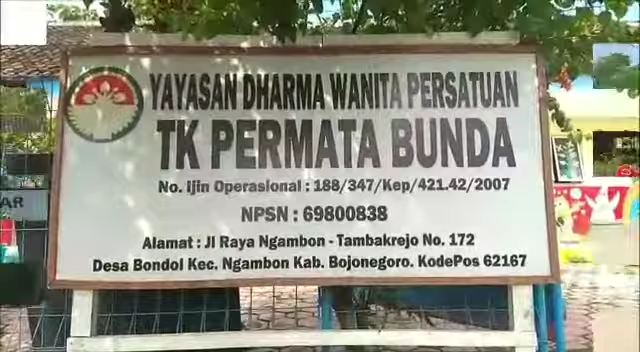 YAYASAN DHARMA WANITA PERSATUAN
TK PERMATA BUNDA
No. Ijin Operasional : 188/347/Kep/421.42/2007
NPSN : 69800838
Alamat : Jl Raya Ngambon - Tambakrejo No. 172
Desa Bondol Kec. Ngambon Kab. Bojonegoro. KodePos 62167